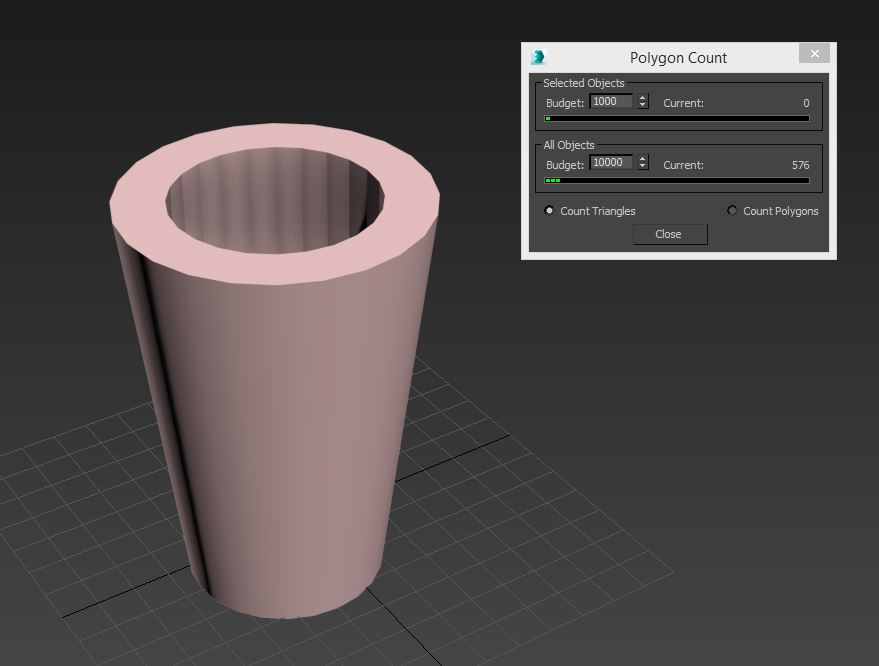 Polygon Count
Selected Objects
Budget: 1000 Current: 0
All Objects
Budget: 10000 Current: 576
Count Triangles Count Polygons
Close